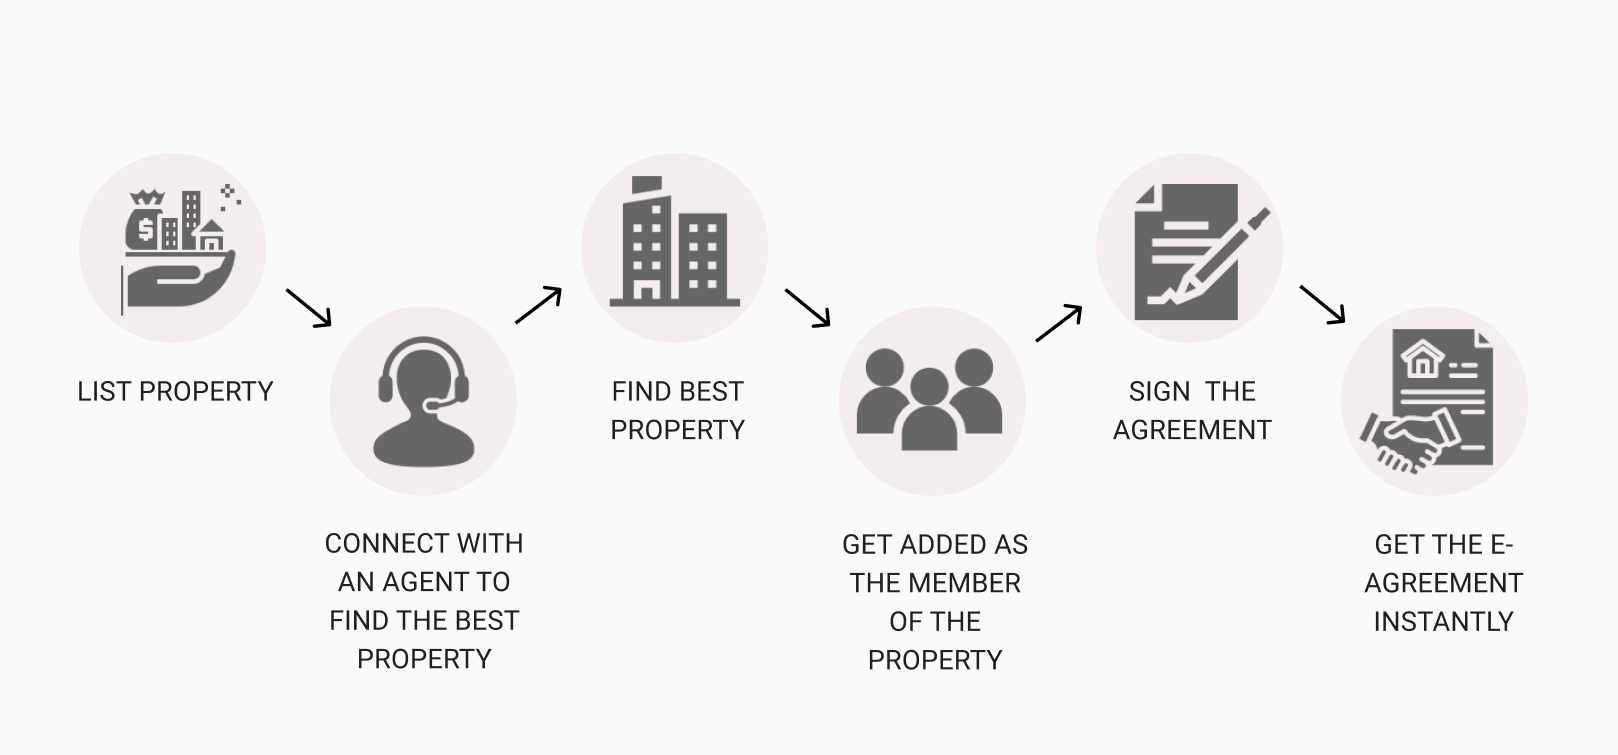 LIST PROPERTY
CONNECT WITH
AN AGENT TO
FIND THE BEST
PROPERTY
FIND BEST
PROPERTY
GET ADDED AS
THE MEMBER
OF THE
PROPERTY
SIGN  THE
AGREEMENT
GET THE E-
AGREEMENT
INSTANTLY